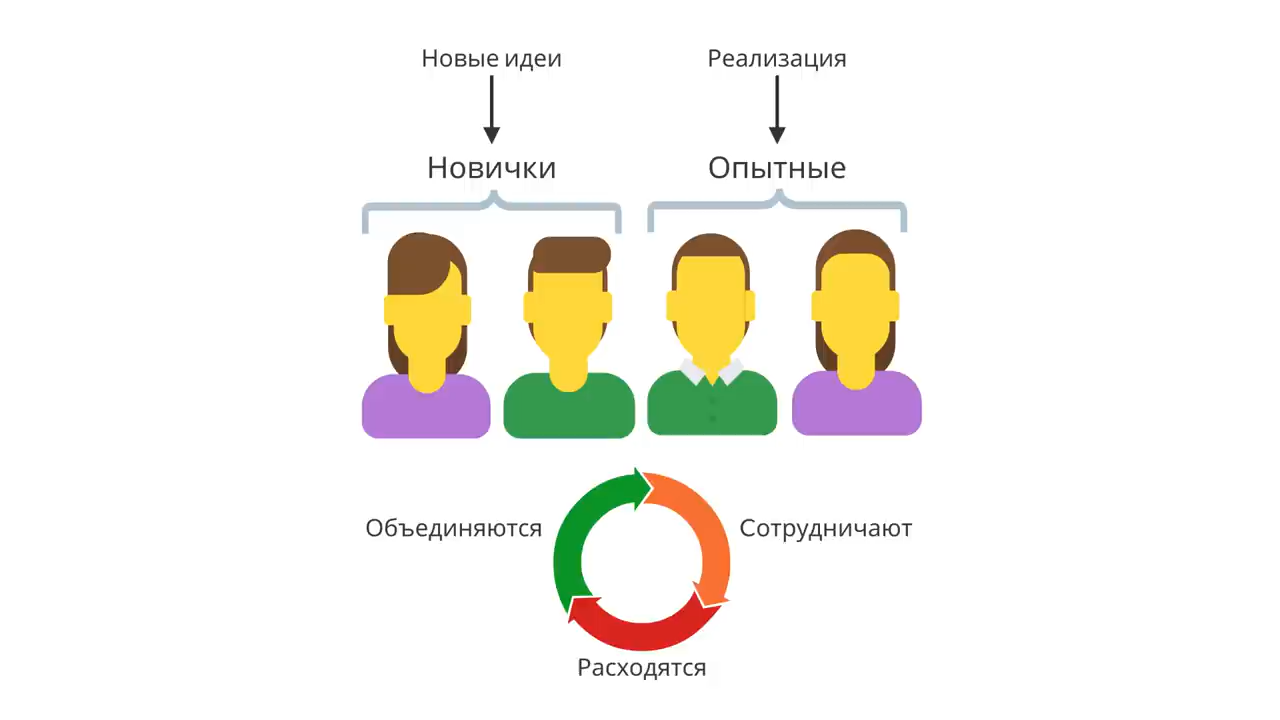 Новые идеи
Реализация
Новички
Опытные
Объединяются
Сотрудничают
Расходятся